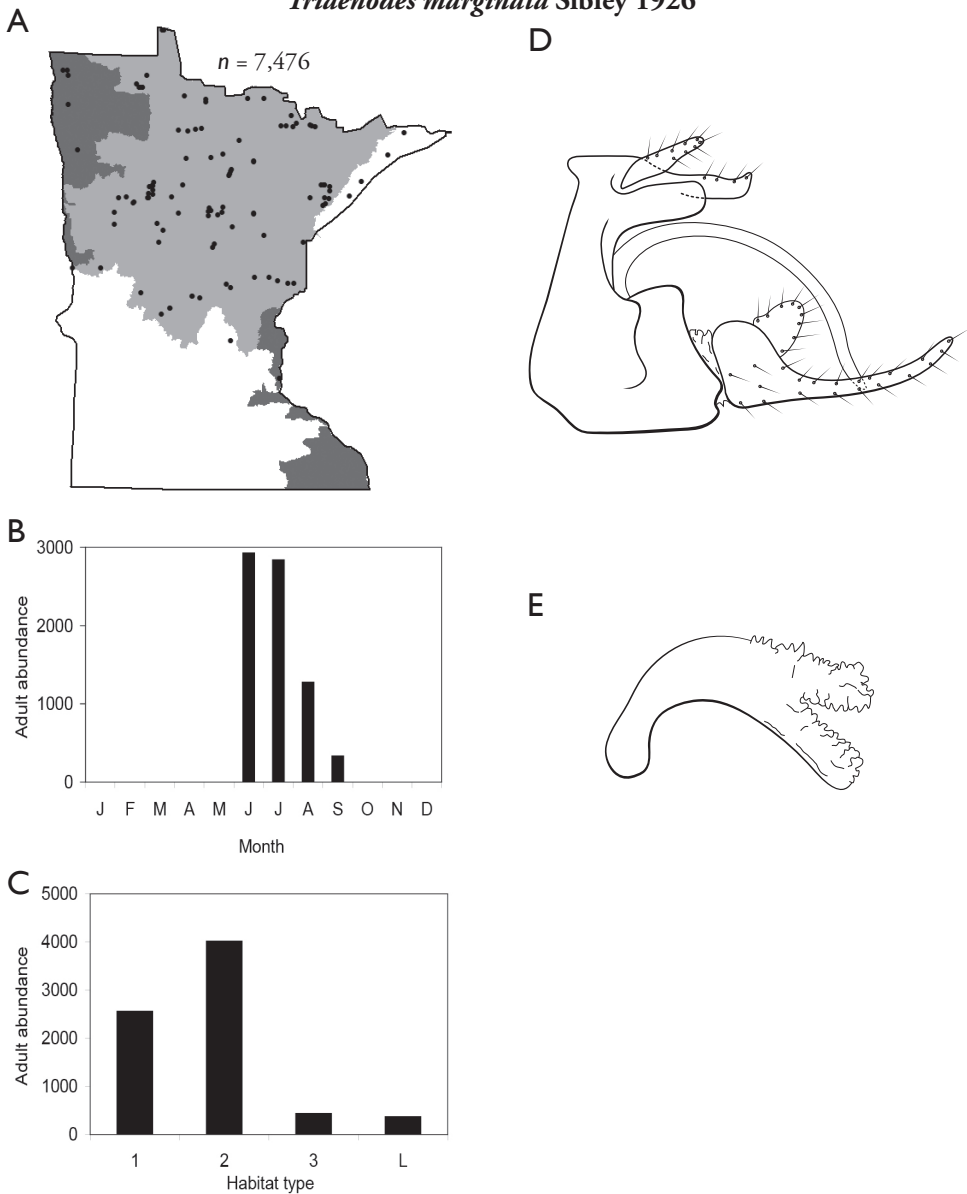 Triaenodes marginata Sibley 1926
A
n = 7,476
D
B
3000
2000
1000
0
Adult abundance
J F M A M J J A S O N D
Month
E
C
5000
4000
3000
2000
1000
0
Adult abundance
1 2 3 L
Habitat type